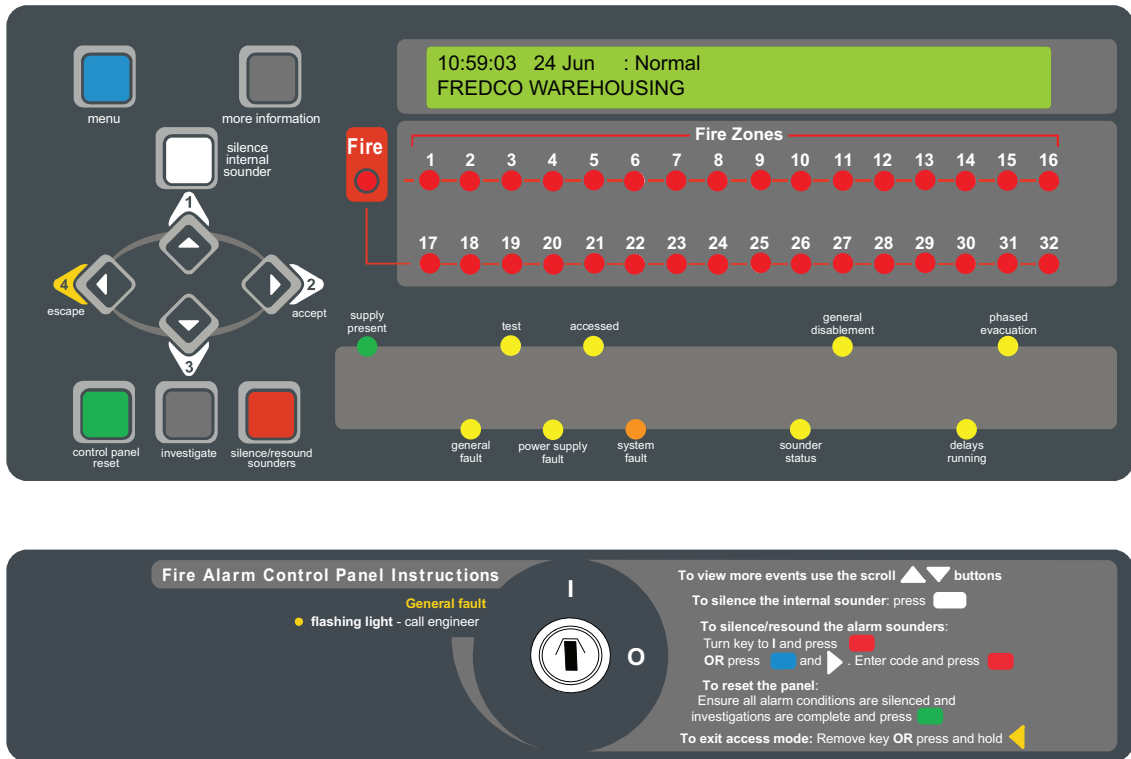 10:59:03 24 Jun : Normal
FREDCO WAREHOUSING
menu
more information
silence
internal
sounder
Fire
Fire Zones
1 2 3 4 5 6 7 8 9 10 11 12 13 14 15 16
17 18 19 20 21 22 23 24 25 26 27 28 29 30 31 32
1
2
accept
3
4
escape
control panel
reset
investigate
silence/resound
sounders
supply
present
test
accessed
general
disablement
phased
evacuation
general
fault
power supply
fault
system
fault
sounder
status
delays
running
Fire Alarm Control Panel Instructions
General fault
flashing light - call engineer
I
O
To view more events use the scroll buttons
To silence the internal sounder: press
To silence/resound the alarm sounders:
Turn key to I and press
OR press and . Enter code and press
To reset the panel:
Ensure all alarm conditions are silenced and
investigations are complete and press
To exit access mode: Remove key OR press and hold